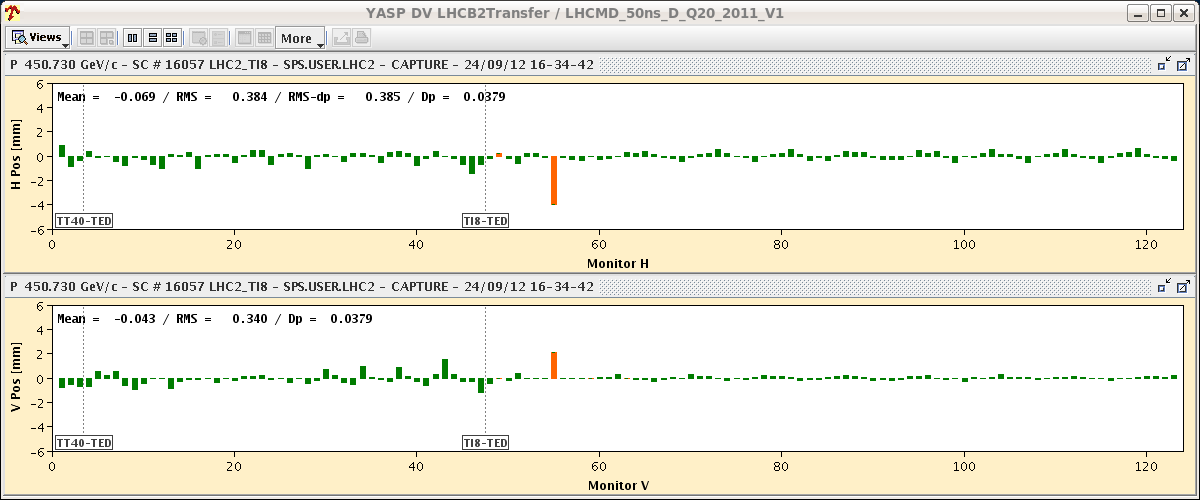 YASP DV LHCB2Transfer / LHCMD_50ns_D_Q20_2011_V1
Views More
P 450.730 GeV/c - SC # 16057 LHC2_TI8 - SPS.USER.LHC2 - CAPTURE - 24/09/12 16-34-42
Mean = -0.069 / RMS = 0.384 / RMS-dp = 0.385 / Dp = 0.0379
H Pos [mm]
6
4
2
0
-2
-4
-6
TT40-TED TI8-TED
0 20 40 60 80 100 120
Monitor H
P 450.730 GeV/c - SC # 16057 LHC2_TI8 - SPS.USER.LHC2 - CAPTURE - 24/09/12 16-34-42
Mean = -0.043 / RMS = 0.340 / Dp = 0.0379
V Pos [mm]
6
4
2
0
-2
-4
-6
TT40-TED TI8-TED
0 20 40 60 80 100 120
Monitor V